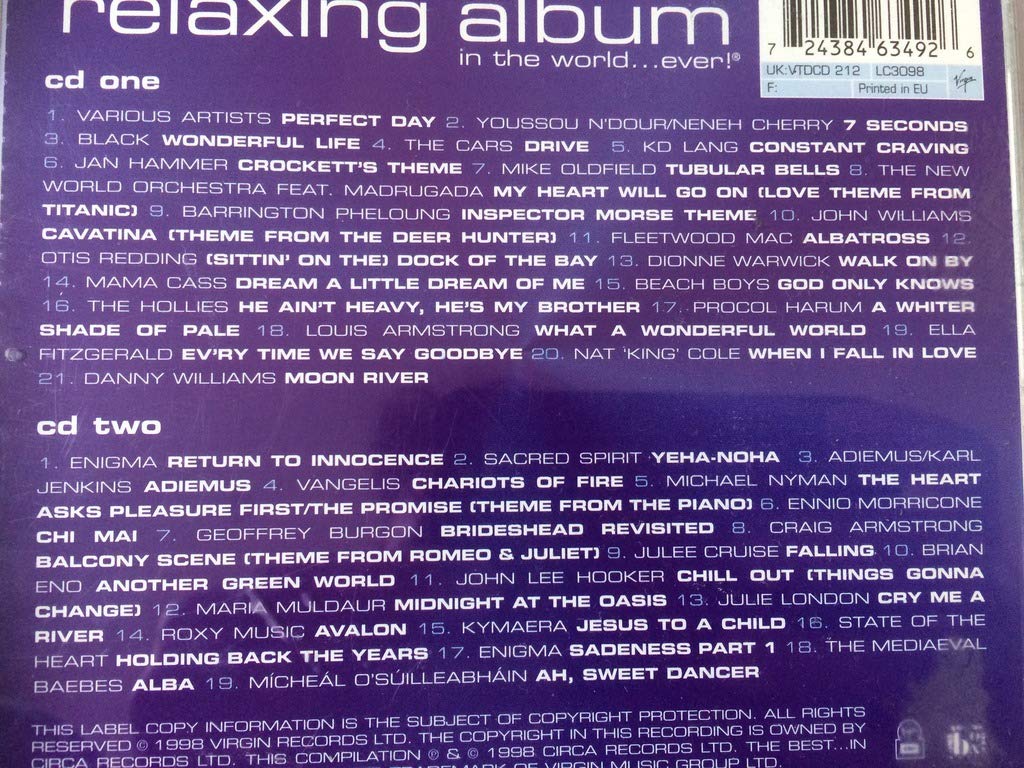 relaxing album
in the world...ever!®
7 24384 63492 6
UK:VTDCD 212 LC3098
F: Printed in EU
Virgin
cd one
1. VARIOUS ARTISTS PERFECT DAY 2. YOUSSOU N'DOUR/NENEH CHERRY 7 SECONDS
3. BLACK WONDERFUL LIFE 4. THE CARS DRIVE 5. KD LANG CONSTANT CRAVING
6. JAN HAMMER CROCKETT'S THEME 7. MIKE OLDFIELD TUBULAR BELLS 8. THE NEW
WORLD ORCHESTRA FEAT. MADRUGADA MY HEART WILL GO ON (LOVE THEME FROM
TITANIC) 9. BARRINGTON PHELOUNG INSPECTOR MORSE THEME 10. JOHN WILLIAMS
CAVATINA (THEME FROM THE DEER HUNTER) 11. FLEETWOOD MAC ALBATROSS 12.
OTIS REDDING (SITTIN' ON THE) DOCK OF THE BAY 13. DIONNE WARWICK WALK ON BY
14. MAMA CASS DREAM A LITTLE DREAM OF ME 15. BEACH BOYS GOD ONLY KNOWS
16. THE HOLLIES HE AIN'T HEAVY, HE'S MY BROTHER 17. PROCOL HARUM A WHITER
SHADE OF PALE 18. LOUIS ARMSTRONG WHAT A WONDERFUL WORLD 19. ELLA
FITZGERALD EV'RY TIME WE SAY GOODBYE 20. NAT 'KING' COLE WHEN I FALL IN LOVE
21. DANNY WILLIAMS MOON RIVER
cd two
1. ENIGMA RETURN TO INNOCENCE 2. SACRED SPIRIT YEHA-NOHA 3. ADIEMUS/KARL
JENKINS ADIEMUS 4. VANGELIS CHARIOTS OF FIRE 5. MICHAEL NYMAN THE HEART
ASKS PLEASURE FIRST/THE PROMISE (THEME FROM THE PIANO) 6. ENNIO MORRICONE
CHI MAI 7. GEOFFREY BURGON BRIDESHEAD REVISITED 8. CRAIG ARMSTRONG
BALCONY SCENE (THEME FROM ROMEO & JULIET) 9. JULEE CRUISE FALLING 10. BRIAN
ENO ANOTHER GREEN WORLD 11. JOHN LEE HOOKER CHILL OUT (THINGS GONNA
CHANGE) 12. MARIA MULDAUR MIDNIGHT AT THE OASIS 13. JULIE LONDON CRY ME A
RIVER 14. ROXY MUSIC AVALON 15. KYMAERA JESUS TO A CHILD 16. STATE OF THE
HEART HOLDING BACK THE YEARS 17. ENIGMA SADENESS PART 1 18. THE MEDIAEVAL
BAEBES ALBA 19. MÍCHEÁL O'SÚILLEABHÁIN AH, SWEET DANCER
THIS LABEL COPY INFORMATION IS THE SUBJECT OF COPYRIGHT PROTECTION. ALL RIGHTS
RESERVED © 1998 VIRGIN RECORDS LTD. THE COPYRIGHT IN THIS RECORDING IS OWNED BY
CIRCA RECORDS LTD. THIS COMPILATION ℗ & © 1998 CIRCA RECORDS LTD. THE BEST...IN
TRADEMARK OF VIRGIN MUSIC GROUP LTD.